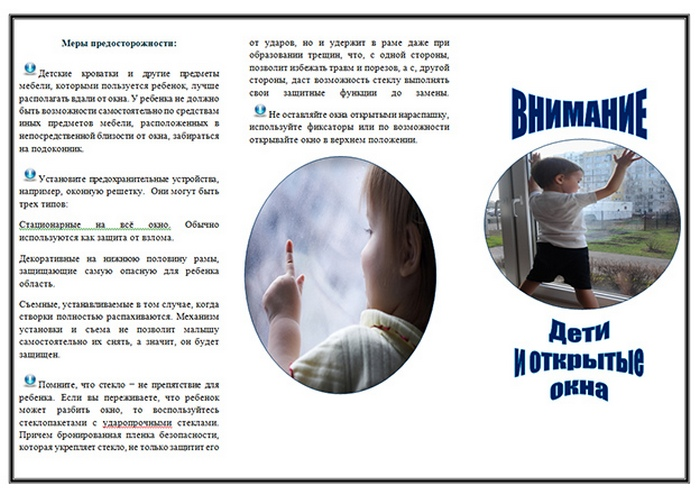 Меры предосторожности:
Детские кроватки и другие предметы
мебели, которыми пользуется ребенок, лучше
располагать вдали от окна. У ребенка не должно
быть возможности самостоятельно по средствам
иных предметов мебели, расположенных в
непосредственной близости от окна, забираться
на подоконник.
Установите предохранительные устройства,
например, оконную решетку. Они могут быть
трех типов:
Стационарные на всё окно. Обычно
используются как защита от взлома.
Декоративные на нижнюю половину рамы,
защищающие самую опасную для ребенка
область.
Съемные, устанавливаемые в том случае, когда
створки полностью распахиваются. Механизм
установки и съема не позволит малышу
самостоятельно их снять, а значит, он будет
защищен.
Помните, что стекло – не препятствие для
ребенка. Если вы переживаете, что ребенок
может разбить окно, то воспользуйтесь
стеклопакетами с ударопрочными стеклами.
Причем бронированная пленка безопасности,
которая укрепляет стекло, не только защитит его
от ударов, но и удержит в раме даже при
образовании трещин, что, с одной стороны,
позволит избежать травм и порезов, а с, другой
стороны, даст возможность стеклу выполнять
свои защитные функции до замены.
Не оставляйте окна открытыми нараспашку,
используйте фиксаторы или по возможности
открывайте окно в верхнем положении.
ВНИМАНИЕ
Дети
и открытые
окна